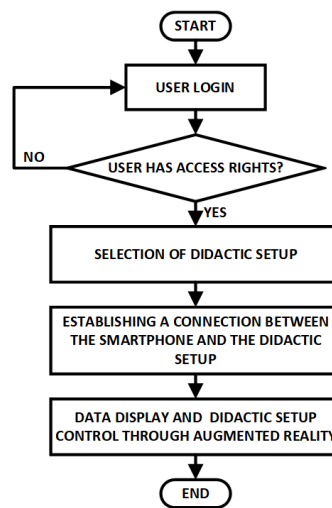 START
USER LOGIN
NO
USER HAS ACCESS RIGHTS?
YES
SELECTION OF DIDACTIC SETUP
ESTABLISHING A CONNECTION BETWEEN
THE SMARTPHONE AND THE DIDACTIC
SETUP
DATA DISPLAY AND DIDACTIC SETUP
CONTROL THROUGH AUGMENTED REALITY
END